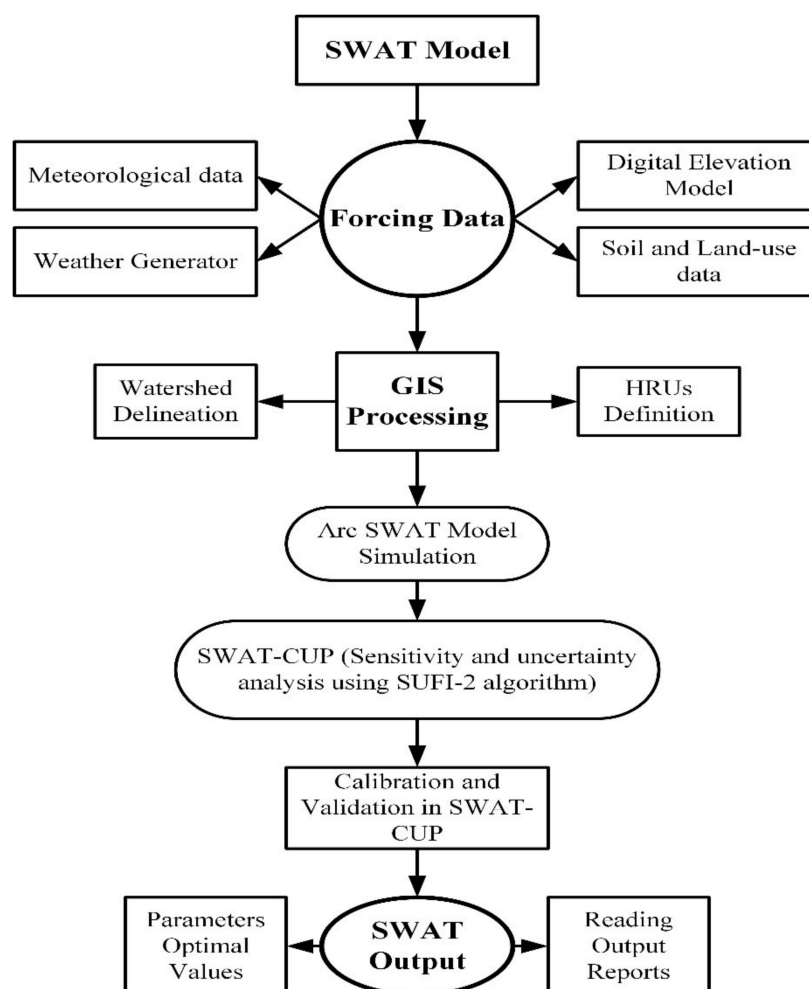 SWAT Model
Meteorological data
Digital Elevation
Model
Forcing Data
Weather Generator
Soil and Land-use
data
Watershed
Delineation
GIS
Processing
HRUs
Definition
Arc SWAT Model
Simulation
SWAT-CUP (Sensitivity and uncertainty
analysis using SUFI-2 algorithm)
Calibration and
Validation in SWAT-
CUP
Parameters
Optimal
Values
SWAT
Output
Reading
Output
Reports